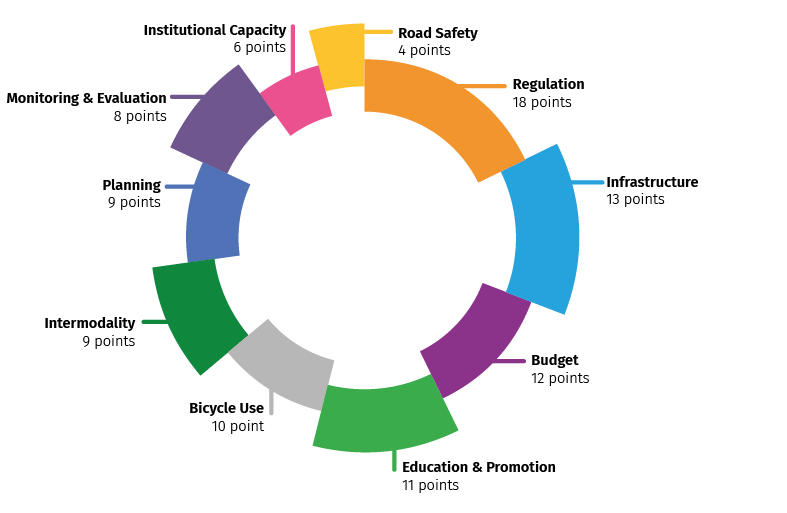 Road Safety
4 points
Regulation
18 points
Infrastructure
13 points
Budget
12 points
Education & Promotion
11 points
Bicycle Use
10 point
Intermodality
9 points
Planning
9 points
Monitoring & Evaluation
8 points
Institutional Capacity
6 points